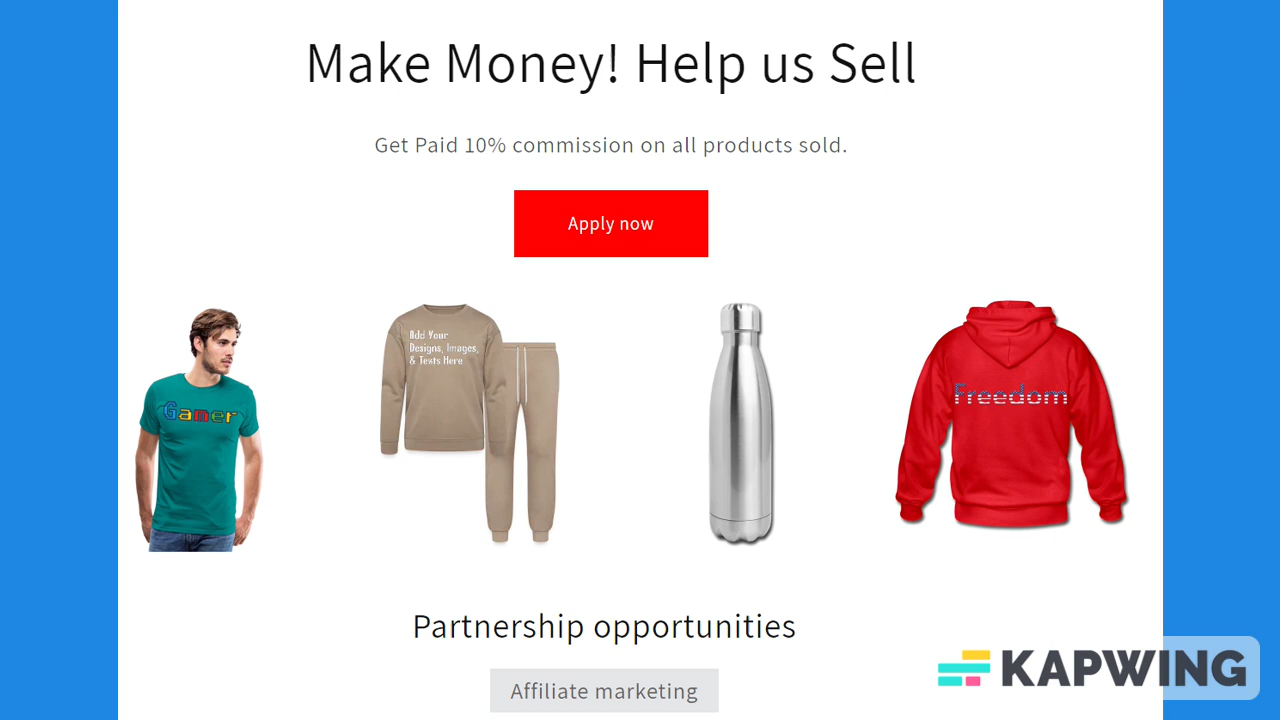 Make Money! Help us Sell
Get Paid 10% commission on all products sold.
Apply now
Gamer
Add Your
Designs, Images,
& Texts Here
Freedom
Partnership opportunities
Affiliate marketing
KAPWING